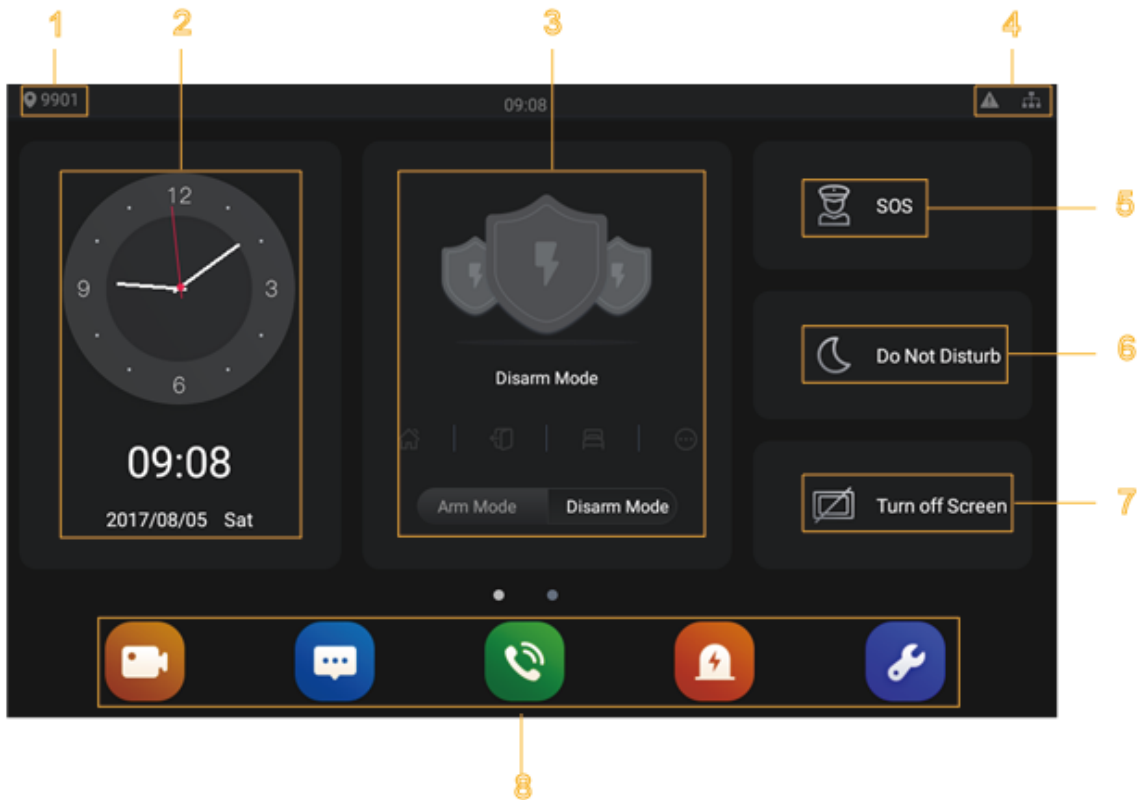 1 2 3 4
9901 09:08
12
9 3
6
09:08
2017/08/05 Sat
Disarm Mode
Arm Mode Disarm Mode
SOS 5
Do Not Disturb 6
Turn off Screen 7
8